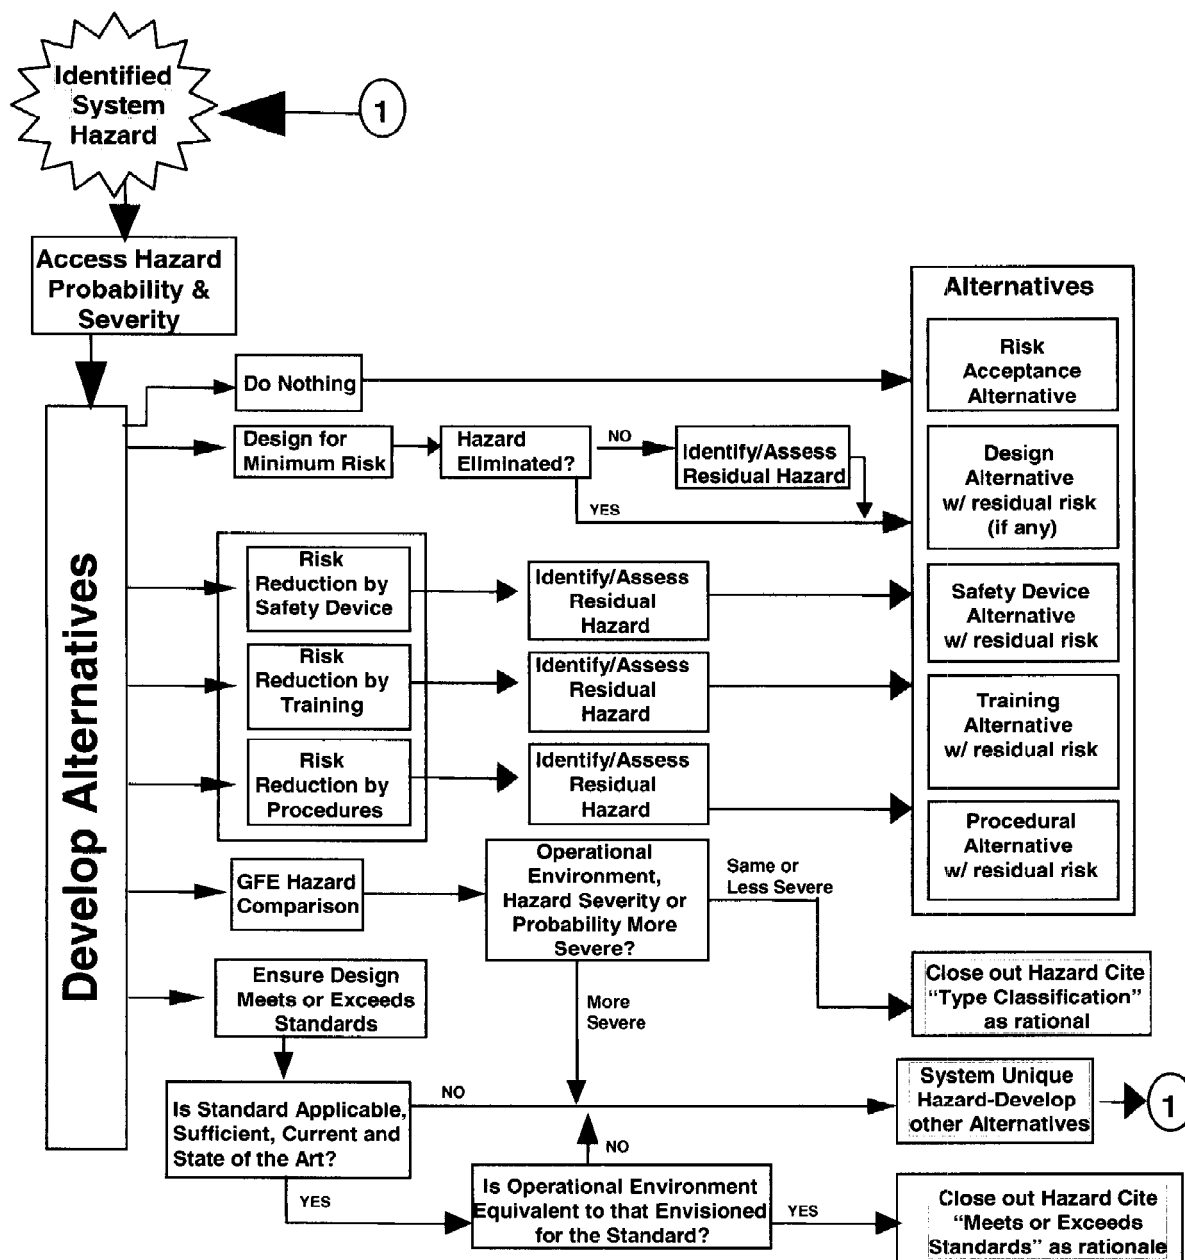 Identified
System
Hazard
1
Access Hazard
Probability &
Severity
Develop Alternatives
Do Nothing
Design for
Minimum Risk
Hazard
Eliminated?
NO
Identify/Assess
Residual Hazard
YES
Risk
Reduction by
Safety Device
Identify/Assess
Residual
Hazard
Risk
Reduction by
Training
Identify/Assess
Residual
Hazard
Risk
Reduction by
Procedures
Identify/Assess
Residual
Hazard
Alternatives
Risk
Acceptance
Alternative
Design
Alternative
w/ residual risk
(if any)
Safety Device
Alternative
w/ residual risk
Training
Alternative
w/ residual risk
Procedural
Alternative
w/ residual risk
GFE Hazard
Comparison
Operational
Environment,
Hazard Severity or
Probability More
Severe?
Same or
Less Severe
More
Severe
Close out Hazard Cite
“Type Classification”
as rational
Ensure Design
Meets or Exceeds
Standards
Is Standard Applicable,
Sufficient, Current and
State of the Art?
NO
System Unique
Hazard-Develop
other Alternatives
1
YES
Is Operational Environment
Equivalent to that Envisioned
for the Standard?
NO
YES
Close out Hazard Cite
“Meets or Exceeds
Standards” as rationale